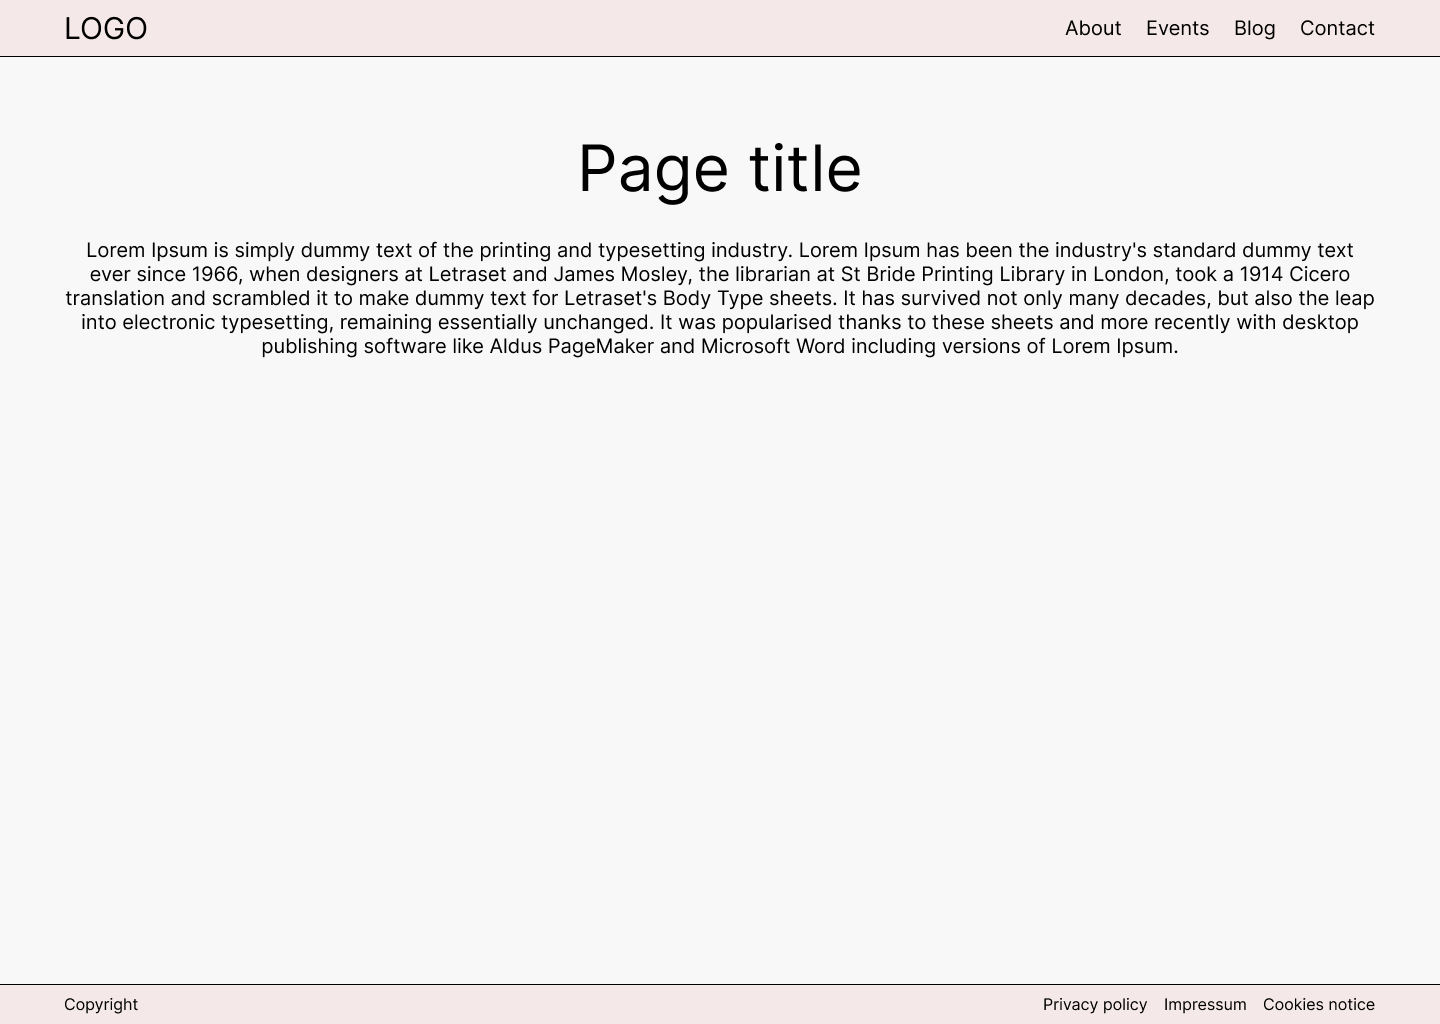 LOGO
About Events Blog Contact
Page title
Lorem Ipsum is simply dummy text of the printing and typesetting industry. Lorem Ipsum has been the industry's standard dummy text
ever since 1966, when designers at Letraset and James Mosley, the librarian at St Bride Printing Library in London, took a 1914 Cicero
translation and scrambled it to make dummy text for Letraset's Body Type sheets. It has survived not only many decades, but also the leap
into electronic typesetting, remaining essentially unchanged. It was popularised thanks to these sheets and more recently with desktop
publishing software like Aldus PageMaker and Microsoft Word including versions of Lorem Ipsum.
Copyright
Privacy policy Impressum Cookies notice